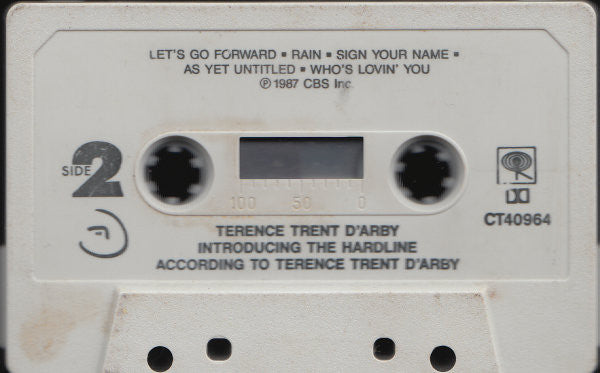 LET'S GO FORWARD ▪ RAIN ▪ SIGN YOUR NAME ▪
AS YET UNTITLED ▪ WHO'S LOVIN' YOU
℗ 1987 CBS Inc.
SIDE 2
100 50 0
CT40964
TERENCE TRENT D'ARBY
INTRODUCING THE HARDLINE
ACCORDING TO TERENCE TRENT D'ARBY